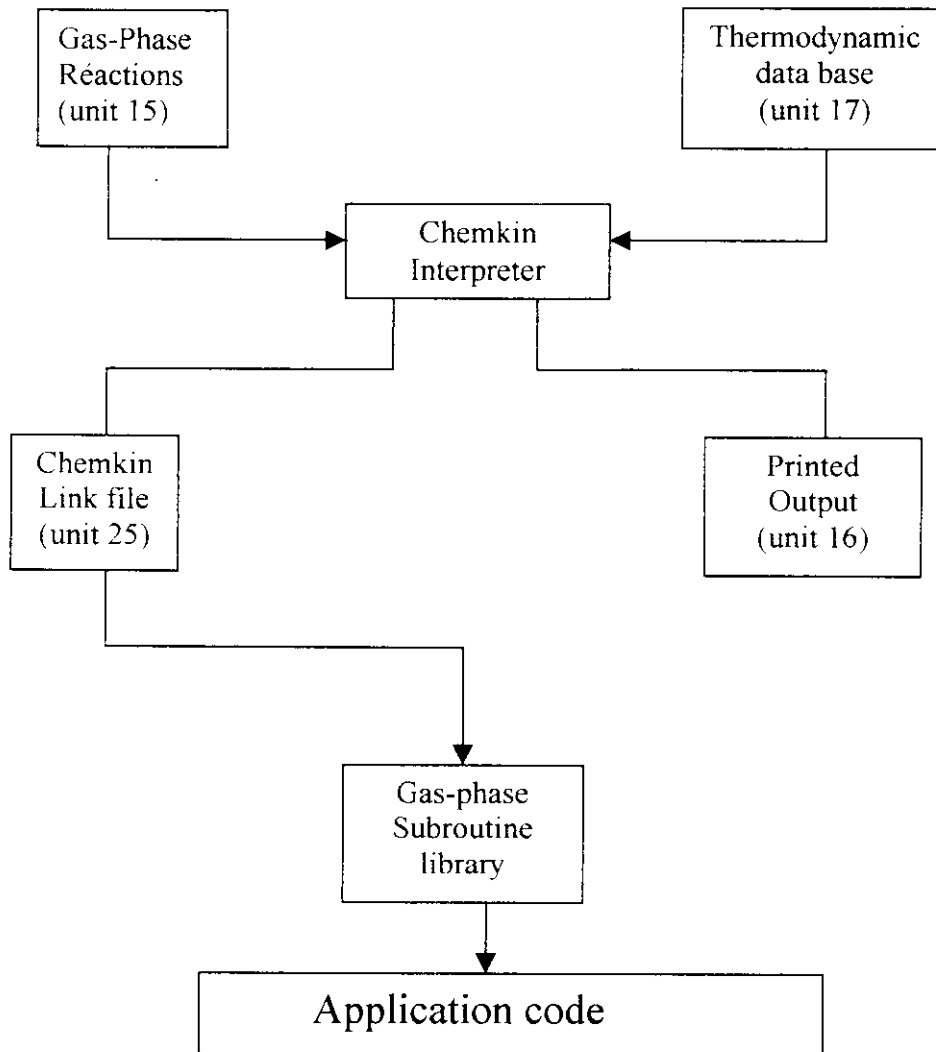 Gas-Phase
Réactions
(unit 15)
Thermodynamic
data base
(unit 17)
Chemkin
Interpreter
Chemkin
Link file
(unit 25)
Printed
Output
(unit 16)
Gas-phase
Subroutine
library
Application code